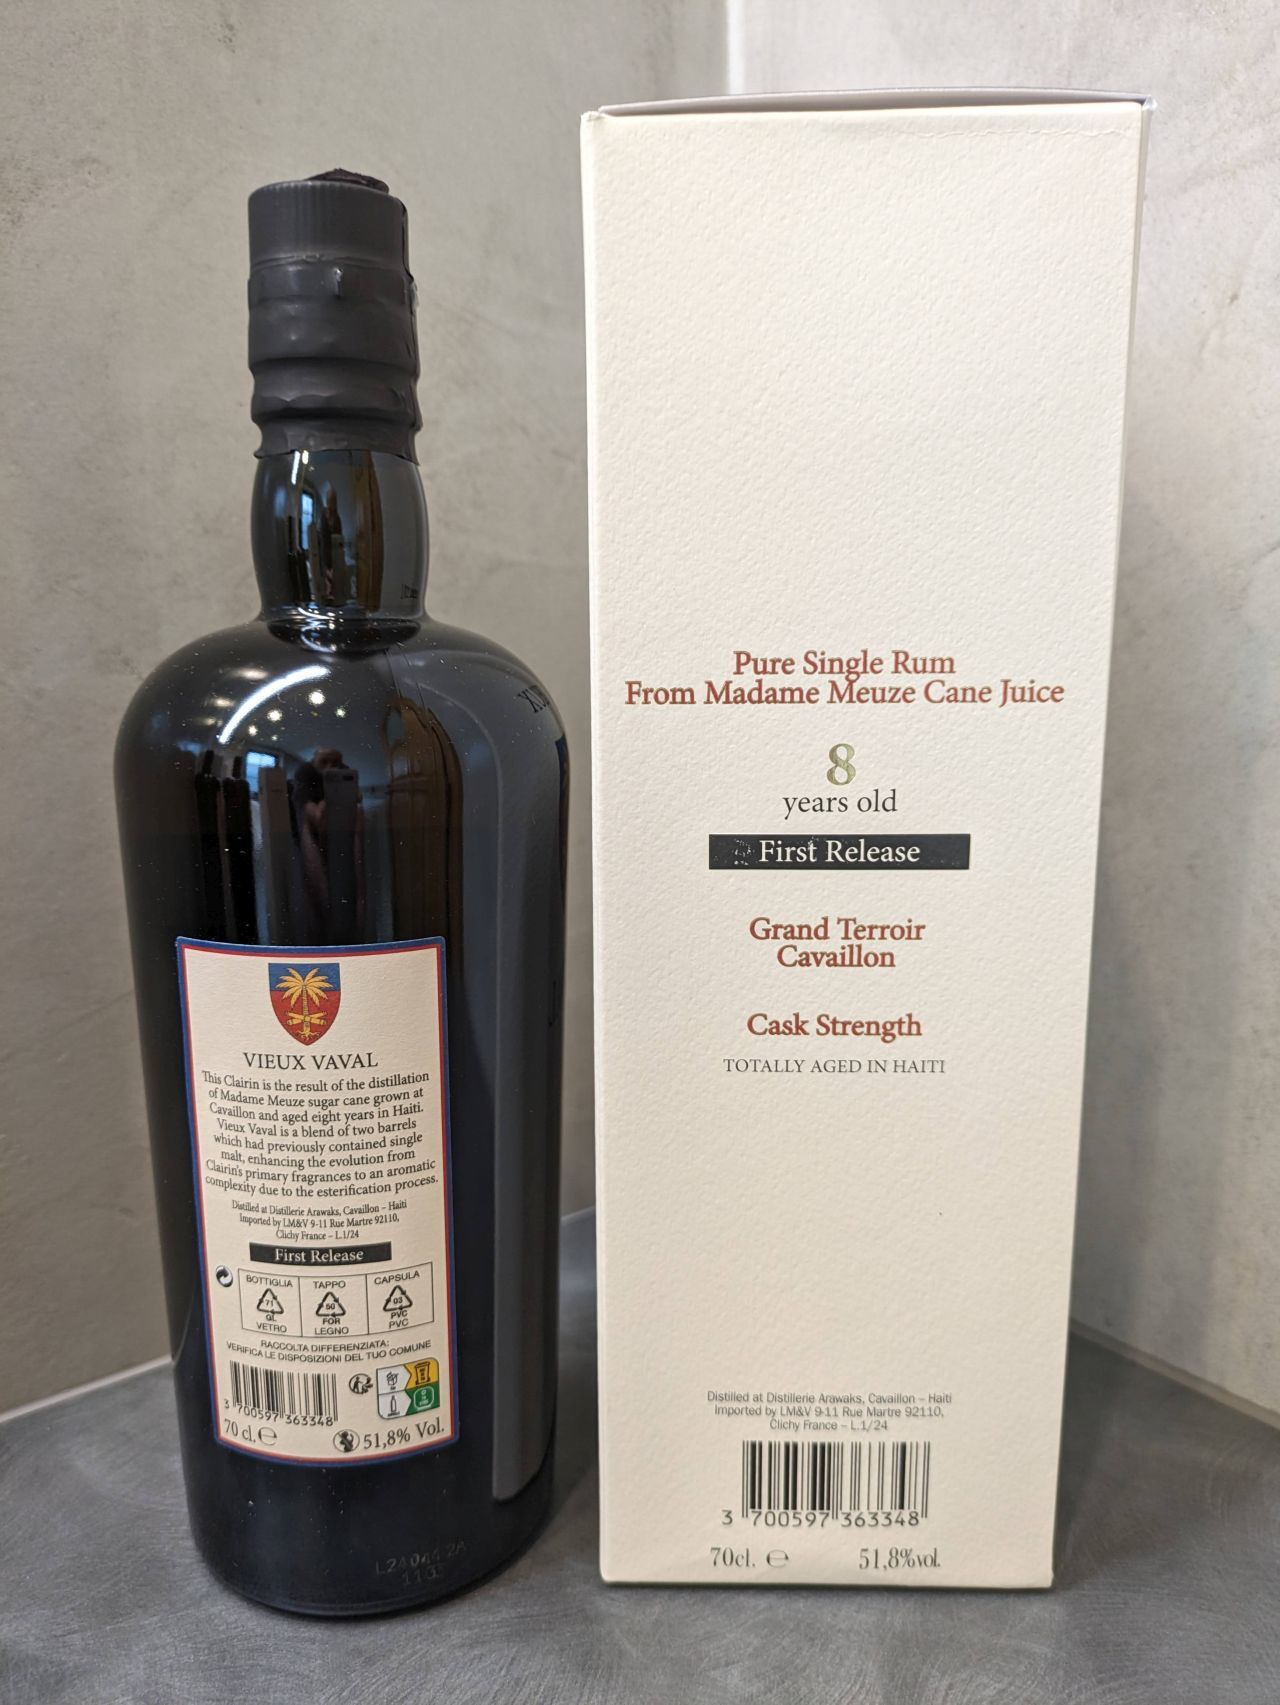 VIEUX VAVAL
This Clairin is the result of the distillation
of Madame Meuze sugar cane grown at
Cavaillon and aged eight years in Haiti.
Vieux Vaval is a blend of two barrels
which had previously contained single
malt, enhancing the evolution from
Clairin's primary fragrances to an aromatic
complexity due to the esterification process.
Distilled at Distillerie Arawaks, Cavaillon – Haiti
Imported by LM&V 9-11 Rue Martre 92110,
Clichy France – L.1/24
First Release
BOTTIGLIA TAPPO CAPSULA
71 50 03
GL FOR PVC
VETRO LEGNO PVC
RACCOLTA DIFFERENZIATA:
VERIFICA LE DISPOSIZIONI DEL TUO COMUNE
3 700597 363348
70 cl. e 51,8% Vol.
Pure Single Rum
From Madame Meuze Cane Juice
8
years old
First Release
Grand Terroir
Cavaillon
Cask Strength
TOTALLY AGED IN HAITI
Distilled at Distillerie Arawaks, Cavaillon – Haiti
Imported by LM&V 9-11 Rue Martre 92110,
Clichy France – L.1/24
3 700597 363348
70cl. e 51,8%vol.